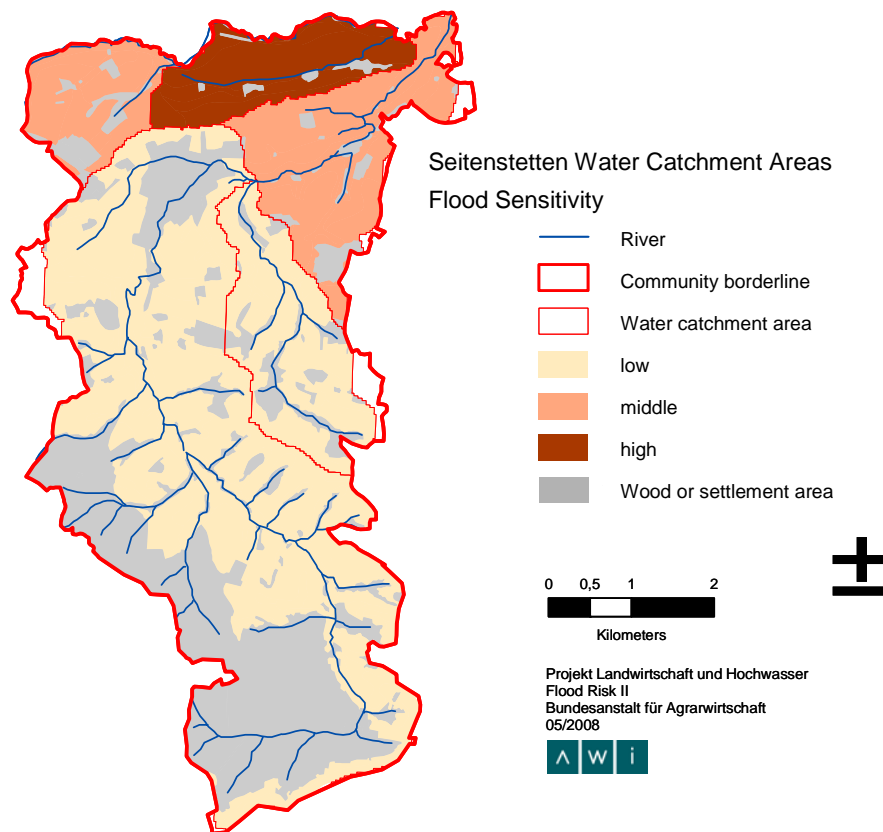 Seitenstetten Water Catchment Areas
Flood Sensitivity
River
Community borderline
Water catchment area
low
middle
high
Wood or settlement area
0 0,5 1 2
Kilometers
Projekt Landwirtschaft und Hochwasser
Flood Risk II
Bundesanstalt für Agrarwirtschaft
05/2008
AWI